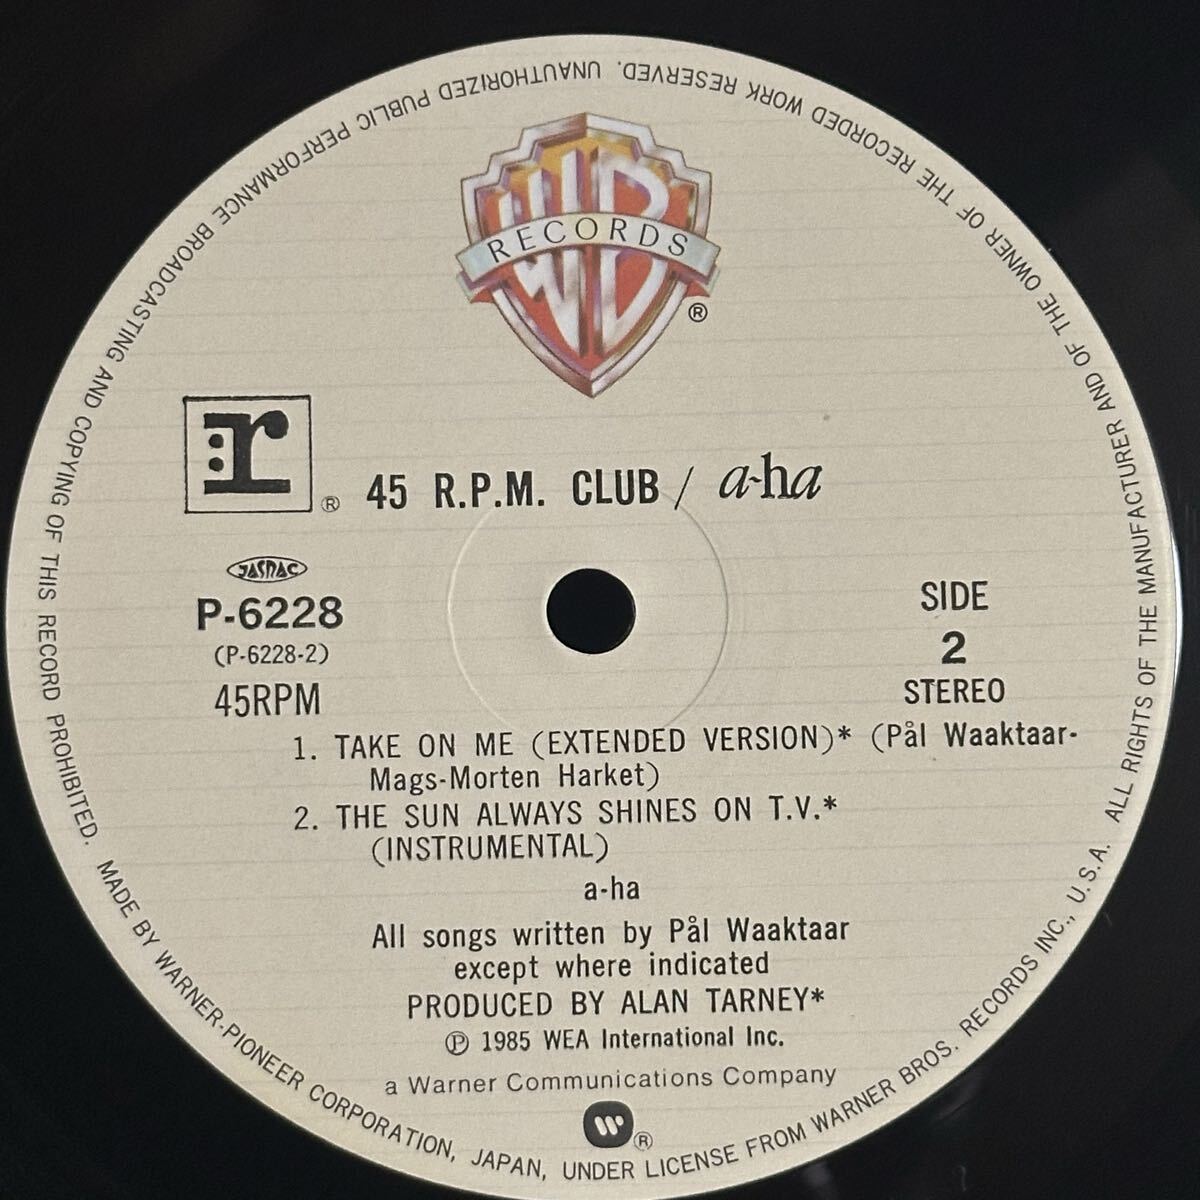 WB
RECORDS
®
r
®
45 R.P.M. CLUB / a-ha
JASRAC
P-6228
(P-6228-2)
45RPM
SIDE
2
STEREO
1. TAKE ON ME (EXTENDED VERSION)* (Pål Waaktaar-
Mags-Morten Harket)
2. THE SUN ALWAYS SHINES ON T.V.*
(INSTRUMENTAL)
a-ha
All songs written by Pål Waaktaar
except where indicated
PRODUCED BY ALAN TARNEY*
Ⓟ 1985 WEA International Inc.
a Warner Communications Company
W
®
MADE BY WARNER-PIONEER CORPORATION, JAPAN, UNDER LICENSE FROM WARNER BROS. RECORDS INC., U.S.A. ALL RIGHTS OF THE MANUFACTURER AND OF THE OWNER OF THE RECORDED WORK RESERVED. UNAUTHORIZED PUBLIC PERFORMANCE BROADCASTING AND COPYING OF THIS RECORD PROHIBITED.